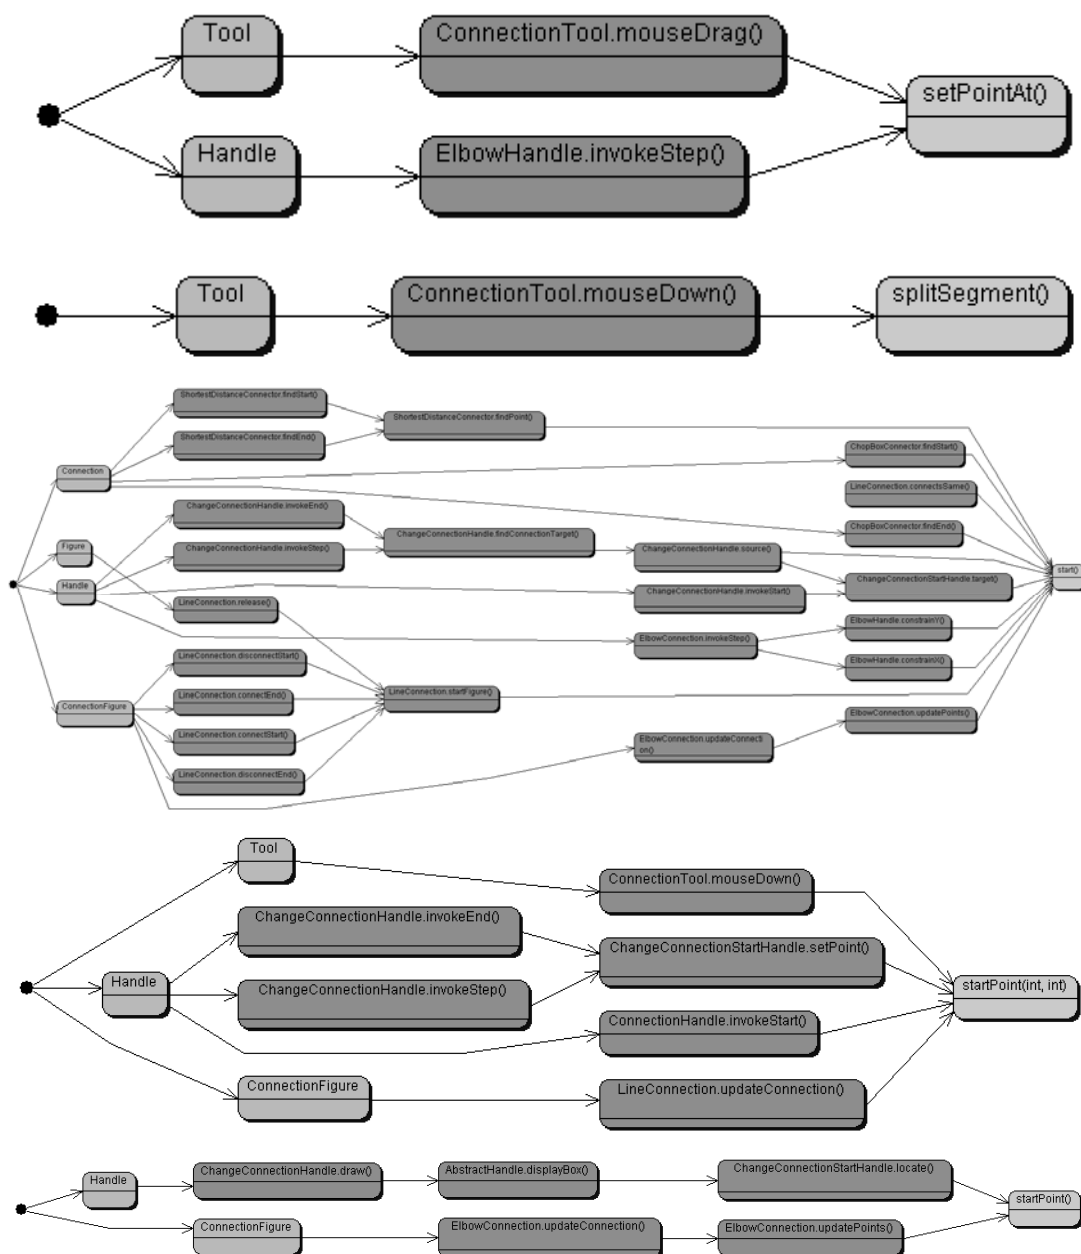 Tool
ConnectionTool.mouseDrag()
setPointAt()
Handle
ElbowHandle.invokeStep()
Tool
ConnectionTool.mouseDown()
splitSegment()
ShortestDistanceConnector.findStart()
ShortestDistanceConnector.findPoint()
ShortestDistanceConnector.findEnd()
ChopBoxConnector.findStart()
Connection
LineConnection.connectsSame()
ChangeConnectionHandle.invokeEnd()
ChopBoxConnector.findEnd()
ChangeConnectionHandle.findConnectionTarget()
Figure
ChangeConnectionHandle.invokeStep()
ChangeConnectionHandle.source()
start()
Handle
ChangeConnectionStartHandle.target()
ChangeConnectionHandle.invokeStart()
LineConnection.release()
ElbowHandle.constrainY()
ElbowConnection.invokeStep()
LineConnection.disconnectStart()
ElbowHandle.constrainX()
LineConnection.connectEnd()
LineConnection.startFigure()
ConnectionFigure
ElbowConnection.updatePoints()
LineConnection.connectStart()
ElbowConnection.updateConnecti
on()
LineConnection.disconnectEnd()
Tool
ConnectionTool.mouseDown()
ChangeConnectionHandle.invokeEnd()
ChangeConnectionStartHandle.setPoint()
Handle
ChangeConnectionHandle.invokeStep()
startPoint(int, int)
ConnectionHandle.invokeStart()
ConnectionFigure
LineConnection.updateConnection()
Handle
ChangeConnectionHandle.draw()
AbstractHandle.displayBox()
ChangeConnectionStartHandle.locate()
startPoint()
ConnectionFigure
ElbowConnection.updateConnection()
ElbowConnection.updatePoints()